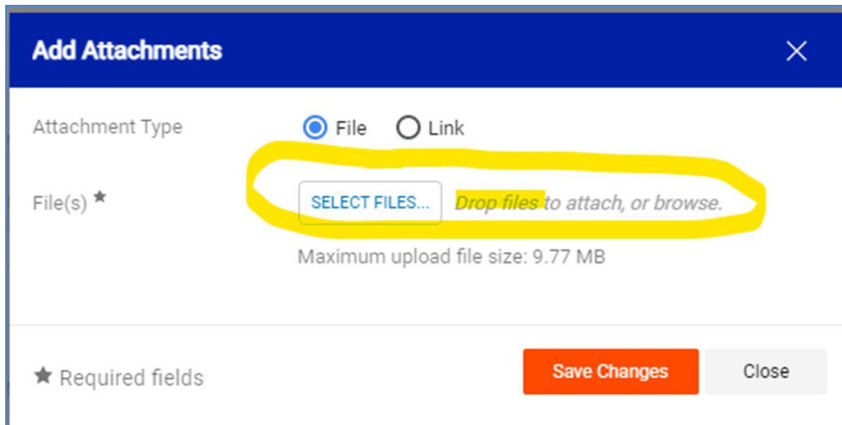 Add Attachments
Attachment Type File Link
File(s) ★ SELECT FILES... Drop files to attach, or browse.
Maximum upload file size: 9.77 MB
★ Required fields Save Changes Close